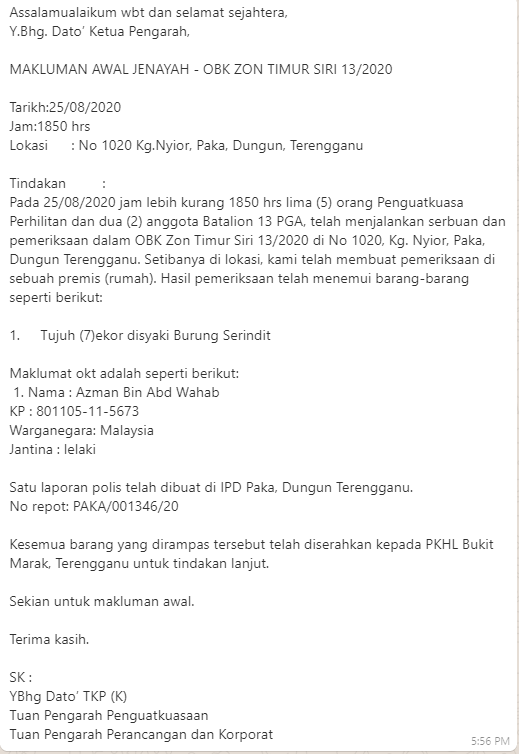 Assalamualaikum wbt dan selamat sejahtera,
Y.Bhg. Dato' Ketua Pengarah,
MAKLUMAN AWAL JENAYAH - OBK ZON TIMUR SIRI 13/2020
Tarikh:25/08/2020
Jam:1850 hrs
Lokasi : No 1020 Kg.Nyior, Paka, Dungun, Terengganu
Tindakan :
Pada 25/08/2020 jam lebih kurang 1850 hrs lima (5) orang Penguatkuasa
Perhilitan dan dua (2) anggota Batalion 13 PGA, telah menjalankan serbuan dan
pemeriksaan dalam OBK Zon Timur Siri 13/2020 di No 1020, Kg. Nyior, Paka,
Dungun Terengganu. Setibanya di lokasi, kami telah membuat pemeriksaan di
sebuah premis (rumah). Hasil pemeriksaan telah menemui barang-barang
seperti berikut:
1. Tujuh (7)ekor disyaki Burung Serindit
Maklumat okt adalah seperti berikut:
1. Nama : Azman Bin Abd Wahab
KP : 801105-11-5673
Warganegara: Malaysia
Jantina : lelaki
Satu laporan polis telah dibuat di IPD Paka, Dungun Terengganu.
No repot: PAKA/001346/20
Kesemua barang yang dirampas tersebut telah diserahkan kepada PKHL Bukit
Marak, Terengganu untuk tindakan lanjut.
Sekian untuk makluman awal.
Terima kasih.
SK :
YBhg Dato' TKP (K)
Tuan Pengarah Penguatkuasaan
Tuan Pengarah Perancangan dan Korporat
5:56 PM